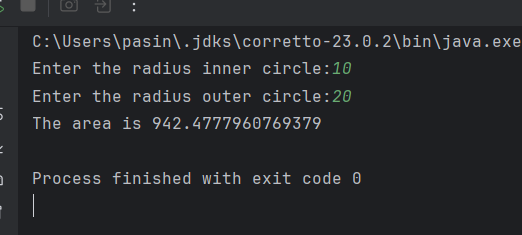 C:\Users\pasin\.jdks\corretto-23.0.2\bin\java.exe
Enter the radius inner circle:10
Enter the radius outer circle:20
The area is 942.4777960769379
Process finished with exit code 0